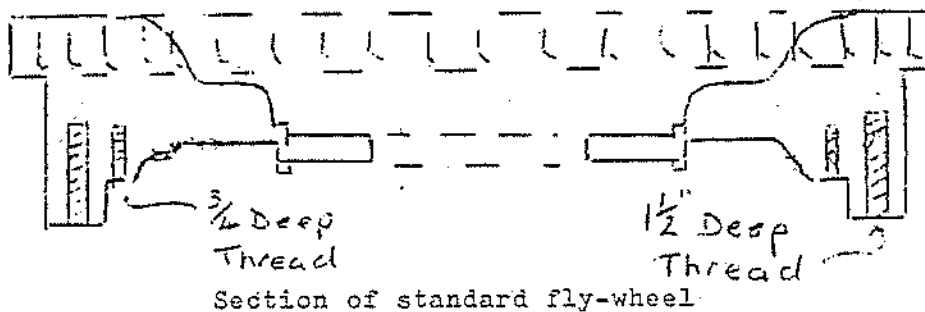 3/4 Deep
Thread
1 1/2" Deep
Thread
Section of standard fly-wheel